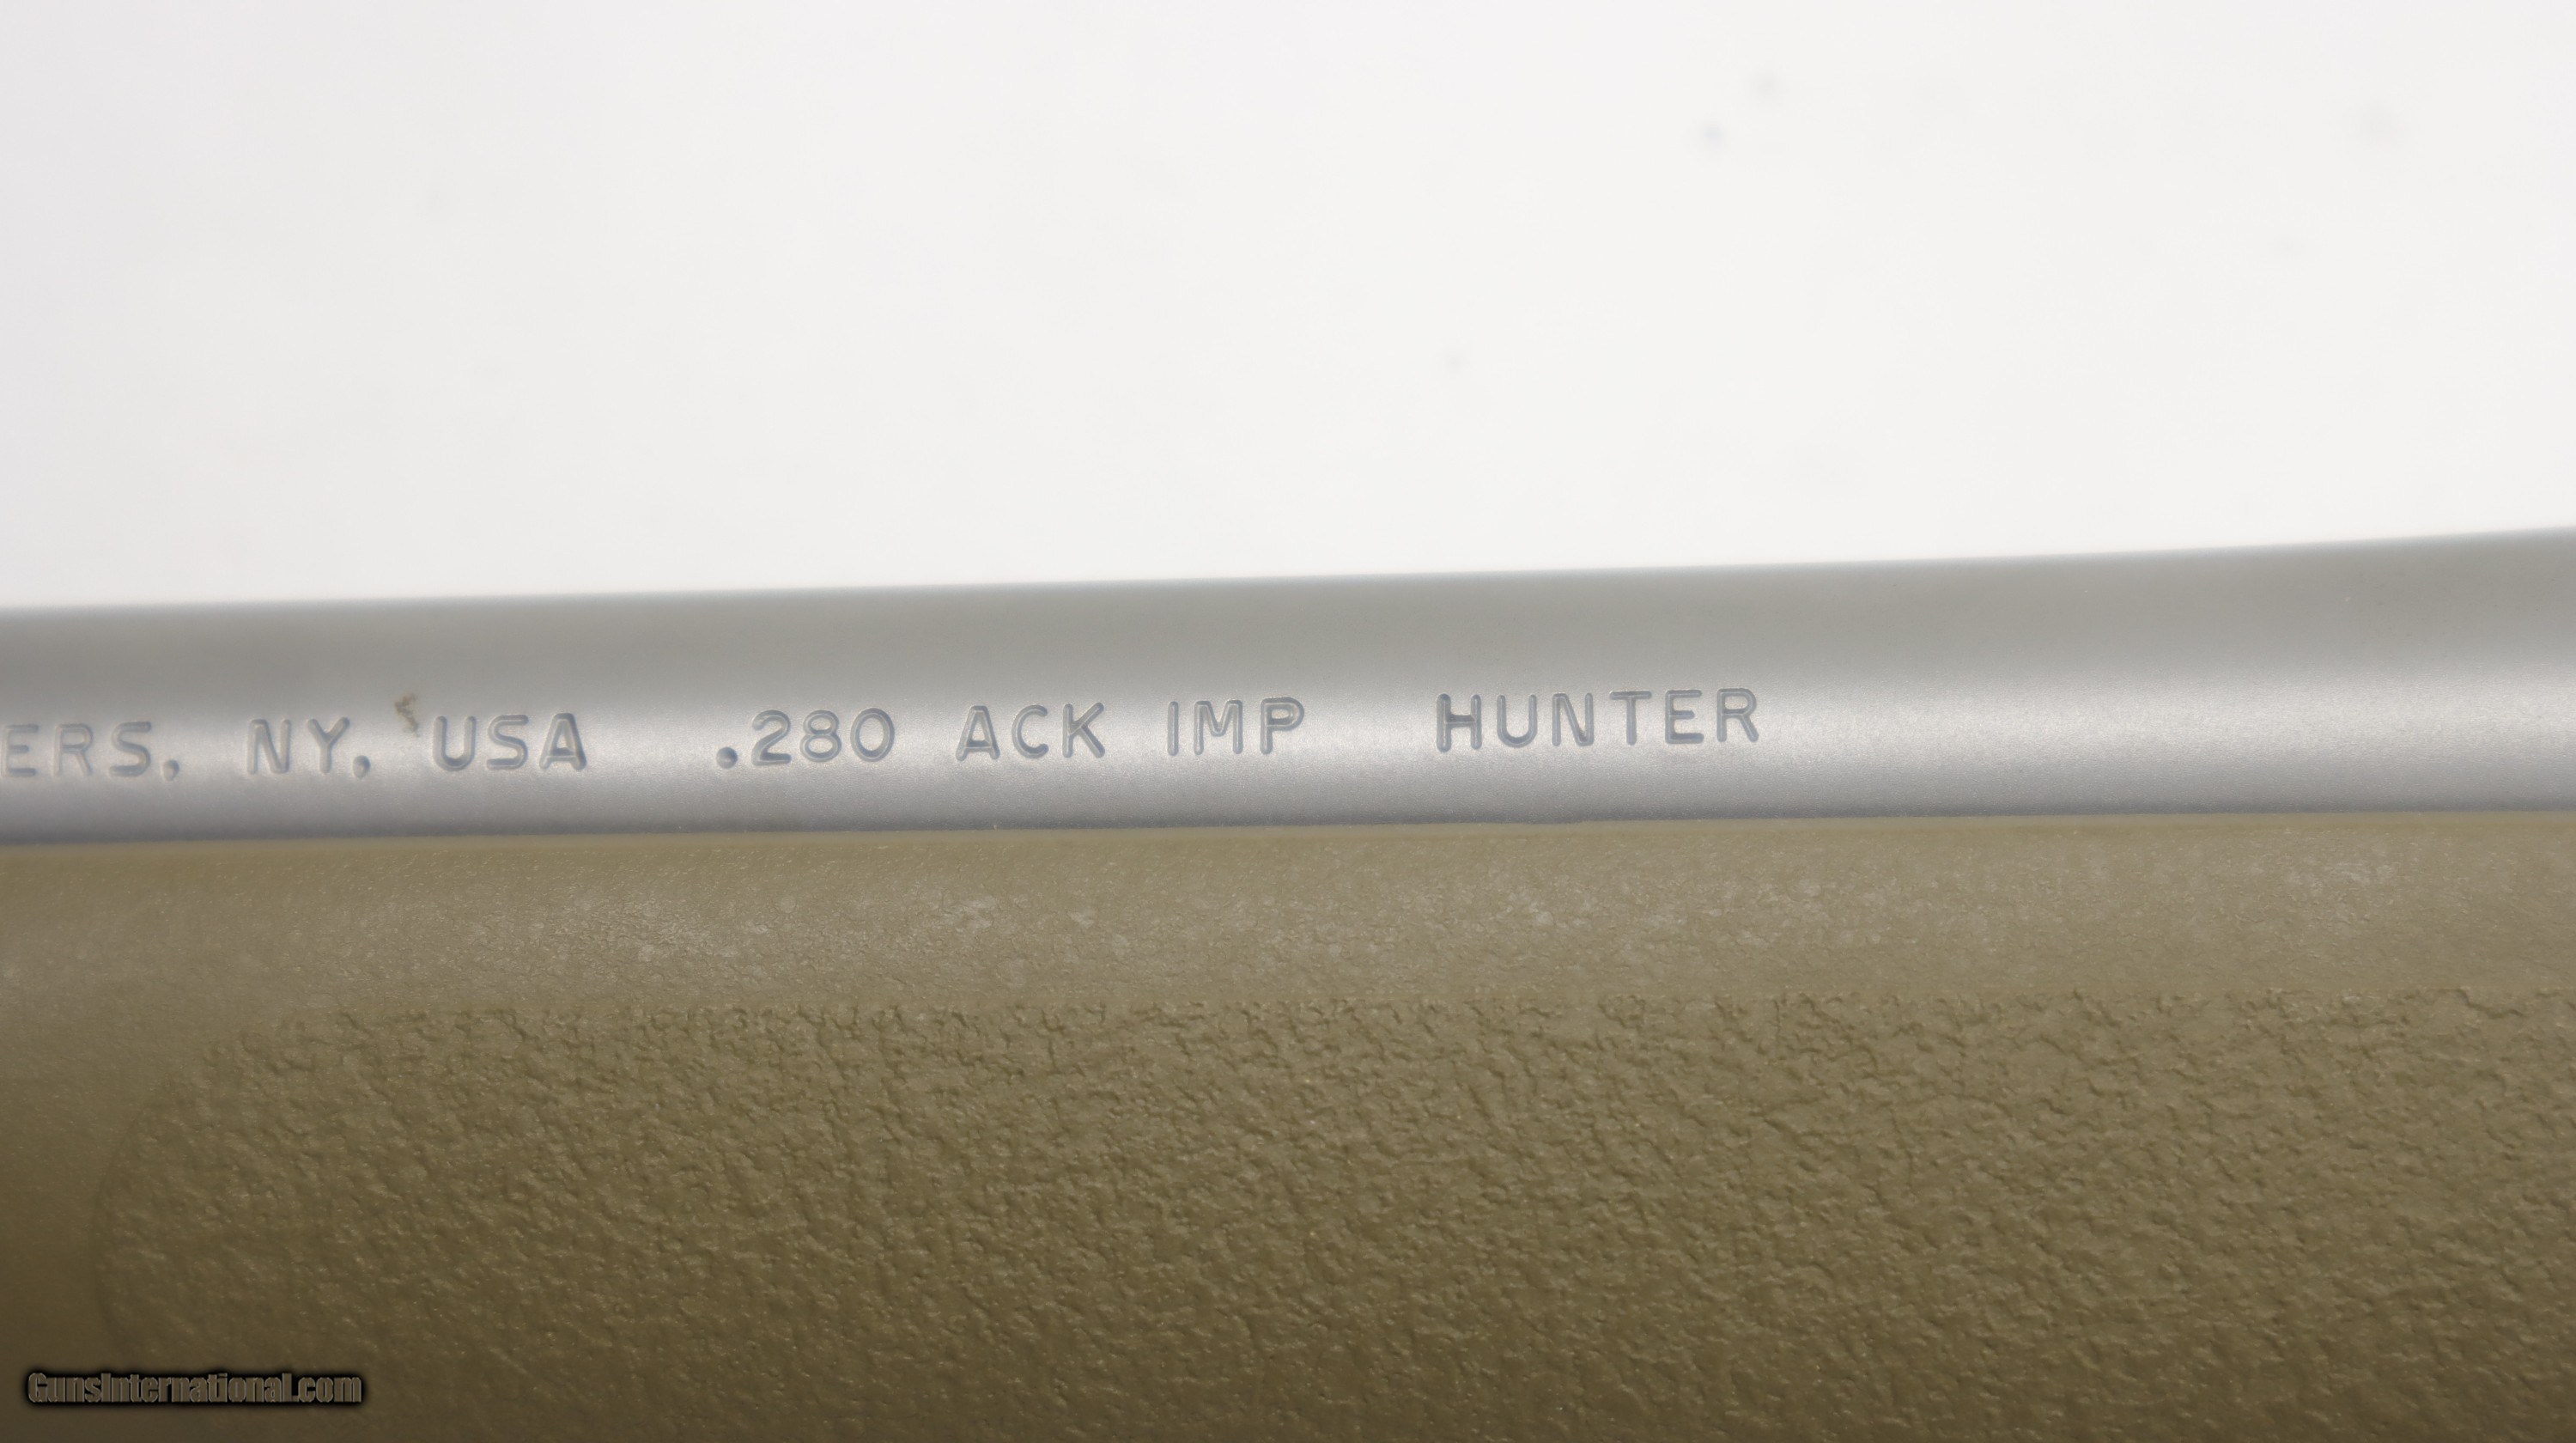 ERS, NY, USA .280 ACK IMP HUNTER
GunsInternational.com